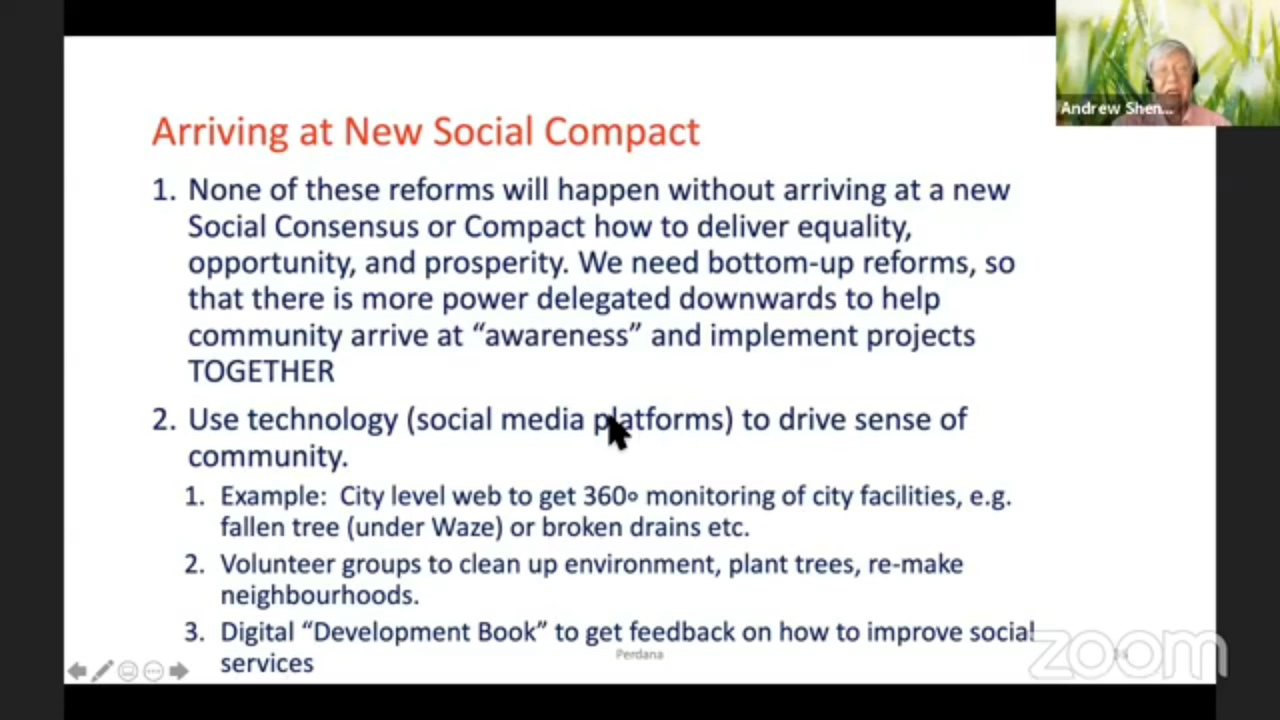 Andrew Shen...
Arriving at New Social Compact
1. None of these reforms will happen without arriving at a new
Social Consensus or Compact how to deliver equality,
opportunity, and prosperity. We need bottom-up reforms, so
that there is more power delegated downwards to help
community arrive at “awareness” and implement projects
TOGETHER
2. Use technology (social media platforms) to drive sense of
community.
1. Example: City level web to get 360° monitoring of city facilities, e.g.
fallen tree (under Waze) or broken drains etc.
2. Volunteer groups to clean up environment, plant trees, re-make
neighbourhoods.
3. Digital “Development Book” to get feedback on how to improve social
services
Perdana
zoom